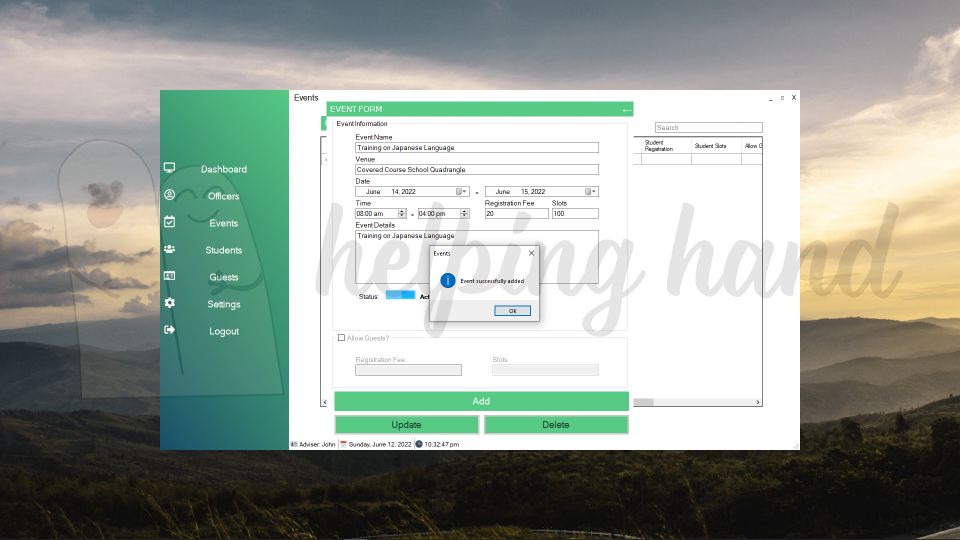 Events
_ o X
EVENT FORM
Search
Event Information
Event Name
Training on Japanese Language
Student Registration
Student Slots
Allow G
Venue
Covered Course School Quadrangle
Dashboard
Date
June 14, 2022
-
June 15, 2022
Officers
Time
Registration Fee
Slots
08:00 am
-
04:00 pm
20
100
Events
Event Details
Training on Japanese Language
Students
Events
Guests
Event successfully added
Status:
Act
Settings
OK
Logout
Allow Guests?
Registration Fee
Slots
Add
Update
Delete
Adviser: John
Sunday, June 12, 2022
10:32:47 pm
helping hand